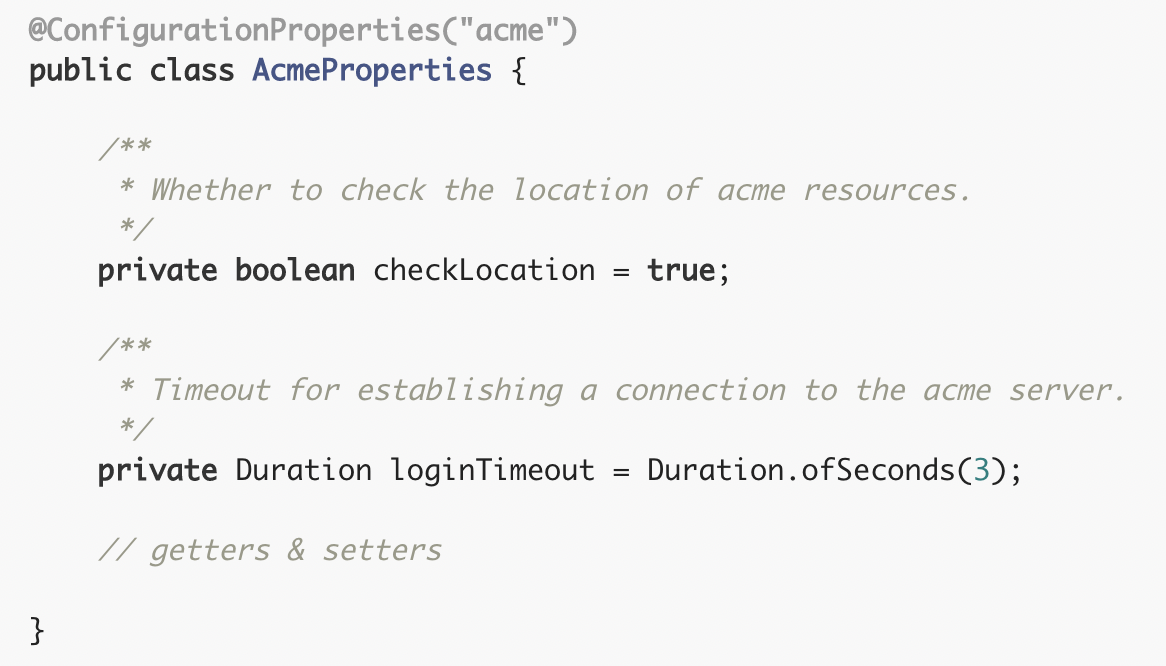 @ConfigurationProperties("acme")
public class AcmeProperties {
/**
* Whether to check the location of acme resources.
*/
private boolean checkLocation = true;
/**
* Timeout for establishing a connection to the acme server.
*/
private Duration loginTimeout = Duration.ofSeconds(3);
// getters & setters
}